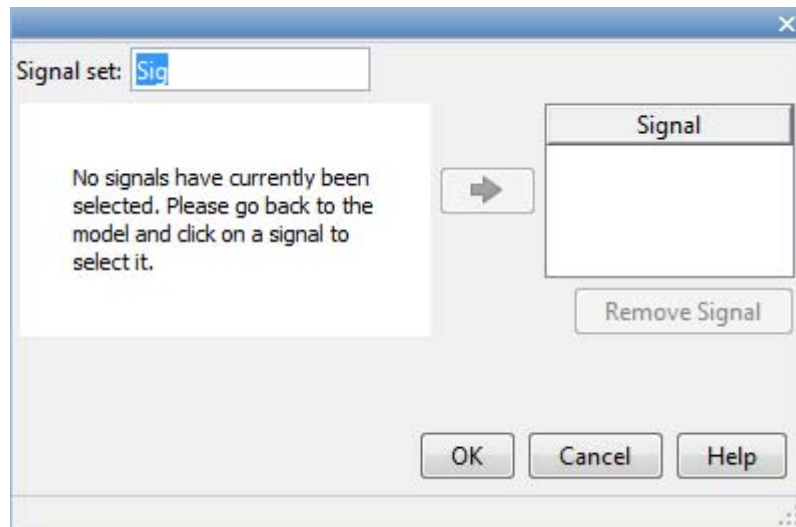 Signal set: Sig
Signal
No signals have currently been
selected. Please go back to the
model and click on a signal to
select it.
Remove Signal
OK Cancel Help